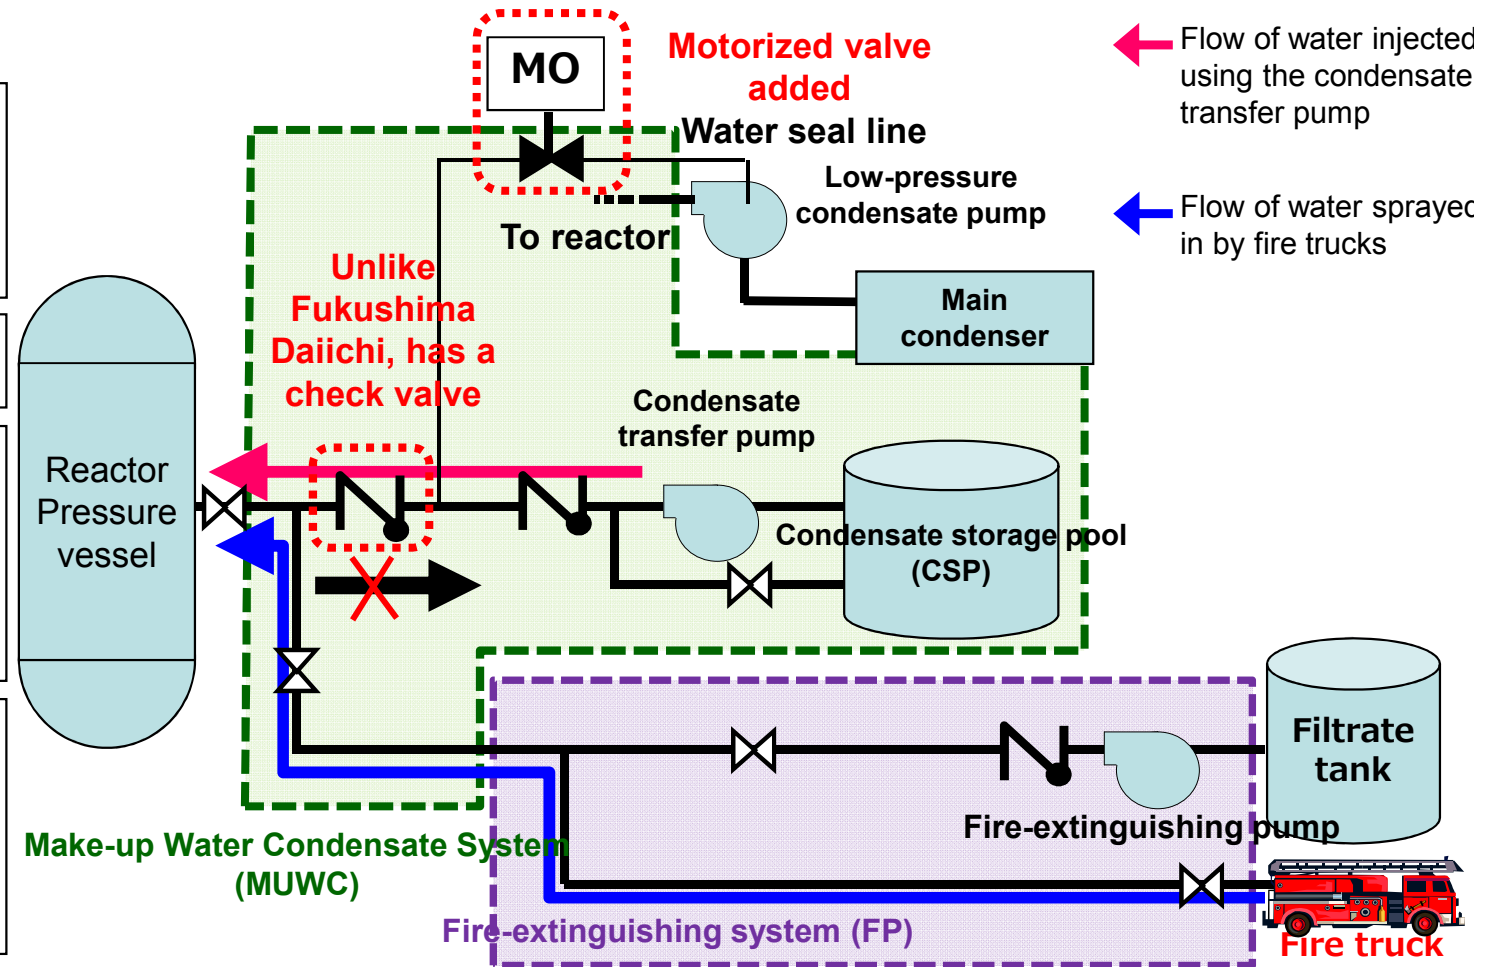 MO
Motorized valve
added
Water seal line
Low-pressure
condensate pump
To reactor
Main
condenser
Flow of water injected
using the condensate
transfer pump
Flow of water sprayed
in by fire trucks
Unlike
Fukushima
Daiichi, has a
check valve
Condensate
transfer pump
Reactor
Pressure
vessel
Condensate storage pool
(CSP)
Filtrate
tank
Fire-extinguishing pump
Make-up Water Condensate System
(MUWC)
Fire-extinguishing system (FP)
Fire truck